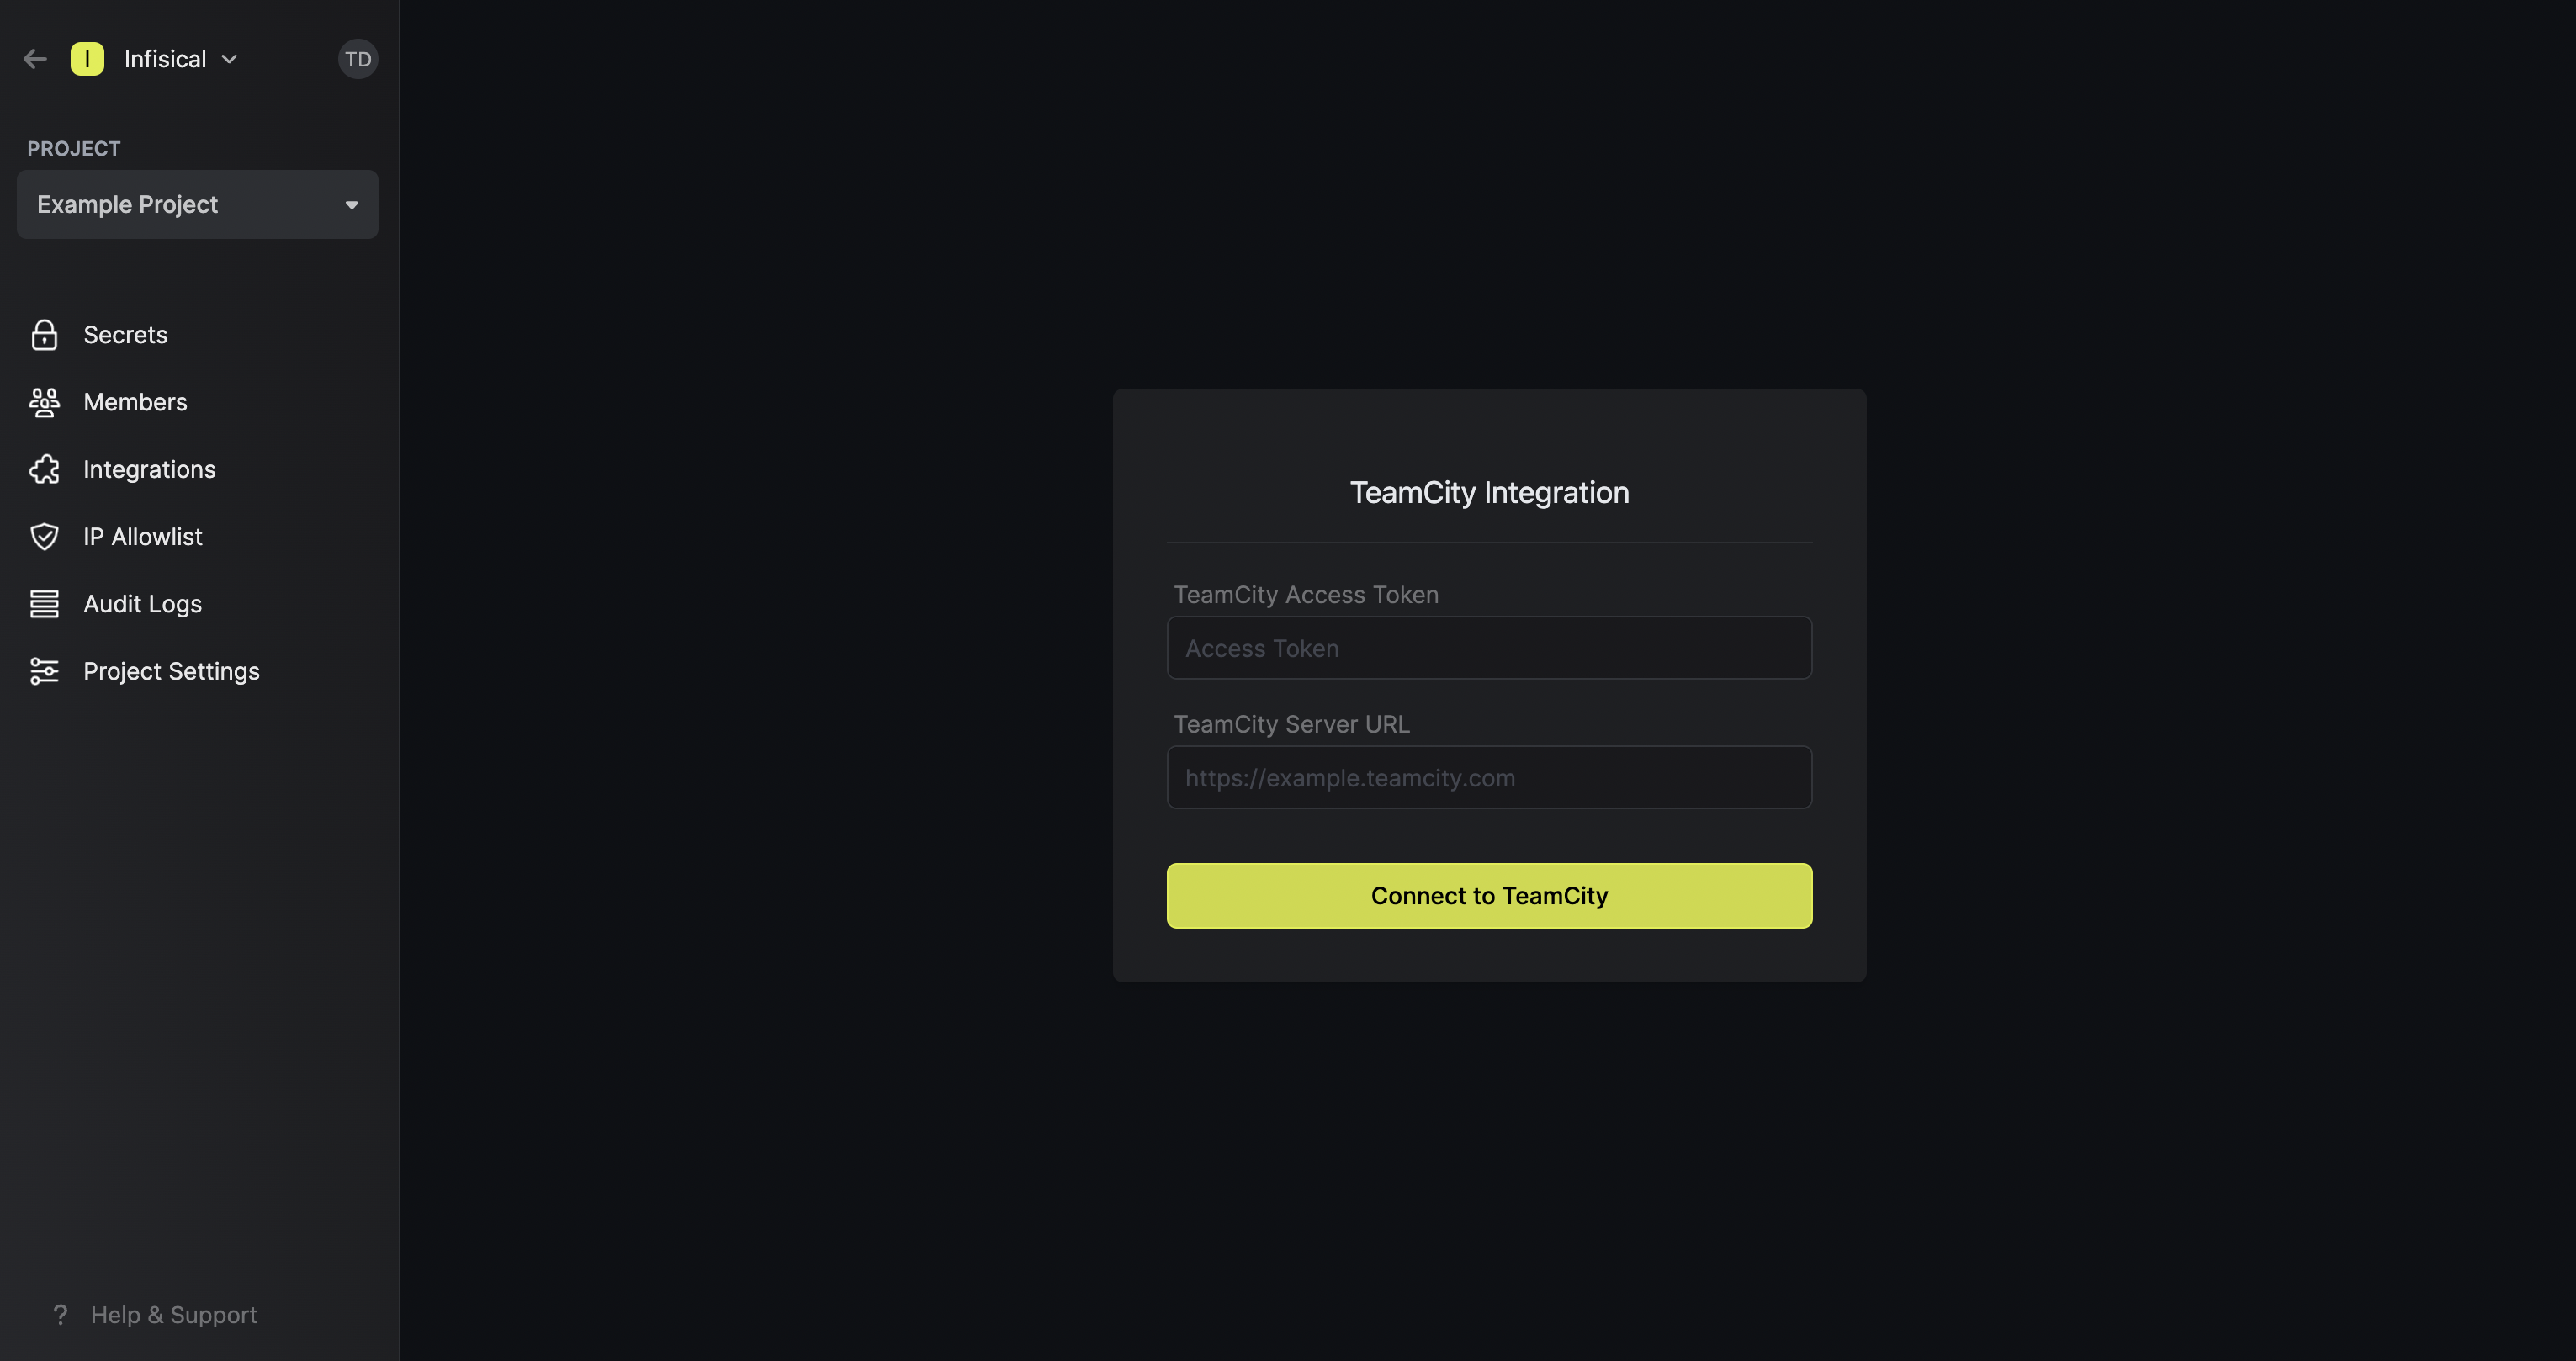 I Infisical TD
PROJECT
Example Project
Secrets
Members
Integrations
IP Allowlist
Audit Logs
Project Settings
? Help & Support
TeamCity Integration
TeamCity Access Token
Access Token
TeamCity Server URL
https://example.teamcity.com
Connect to TeamCity